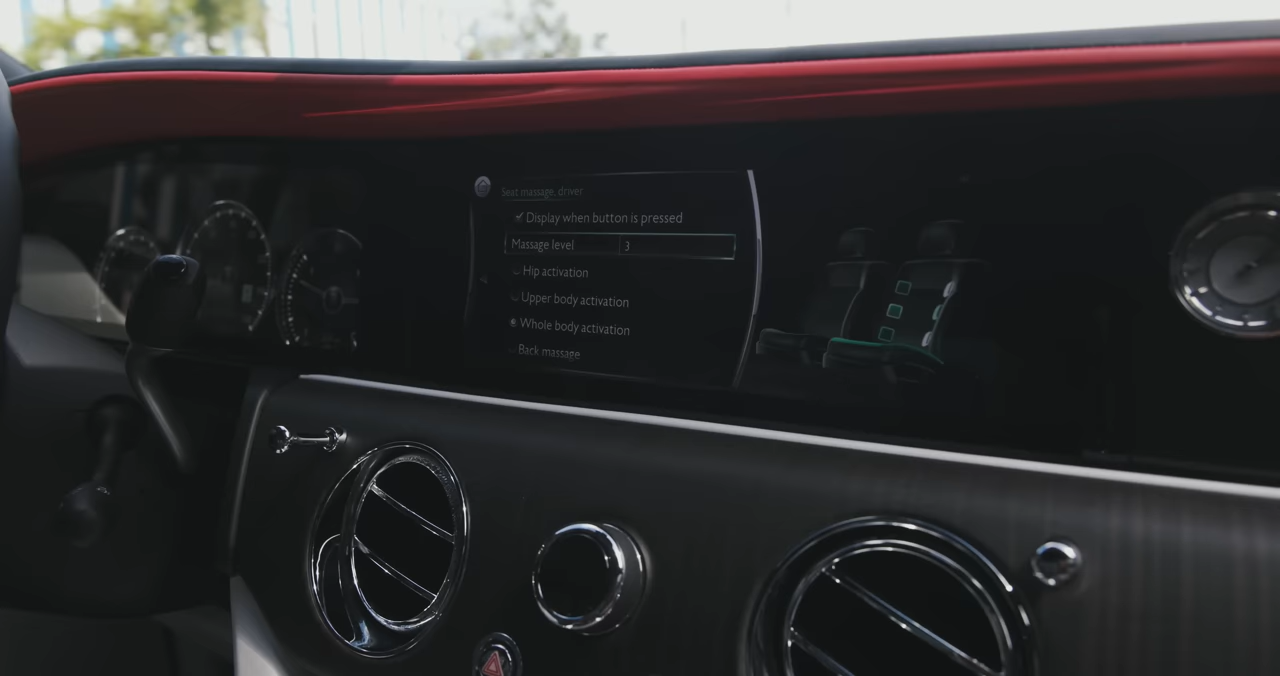 Seat massage, driver
Display when button is pressed
Massage level 3
Hip activation
Upper body activation
Whole body activation
Back massage